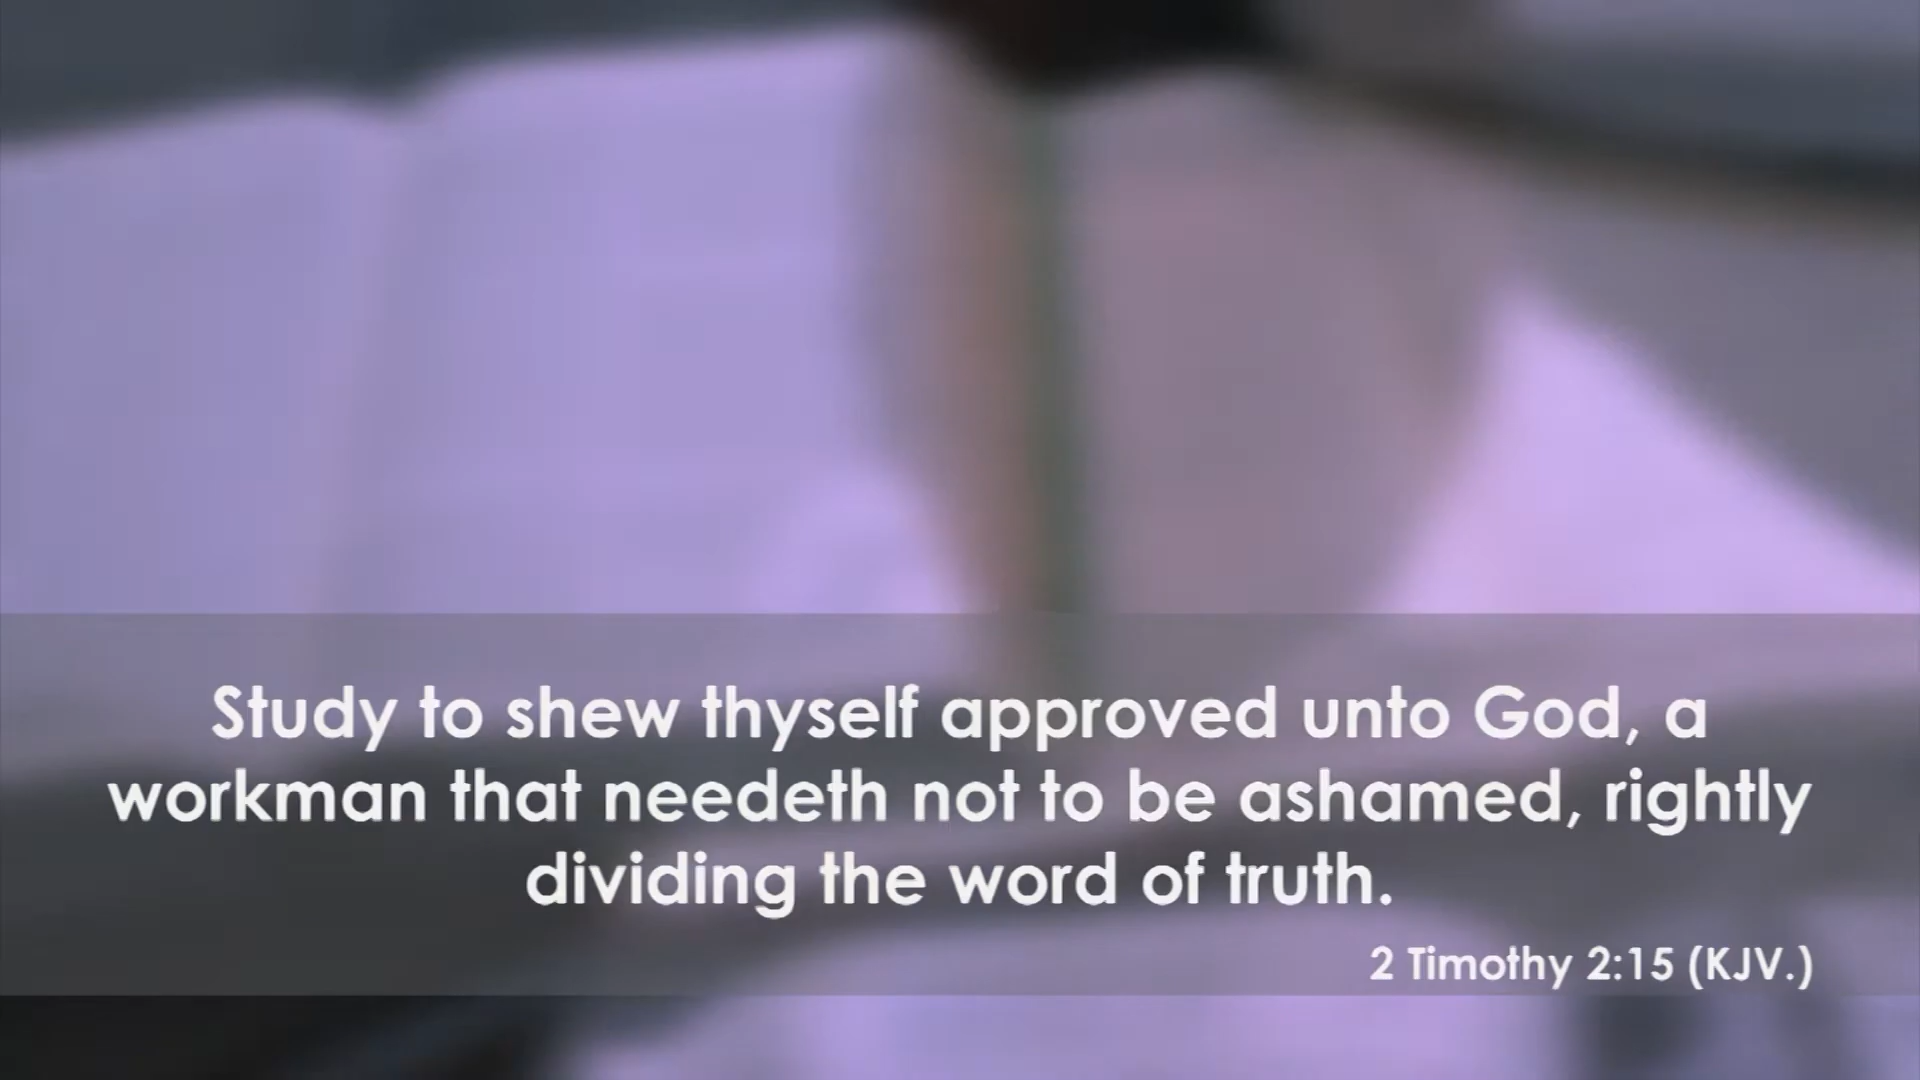 Study to shew thyself approved unto God, a
workman that needeth not to be ashamed, rightly
dividing the word of truth.
2 Timothy 2:15 (KJV.)